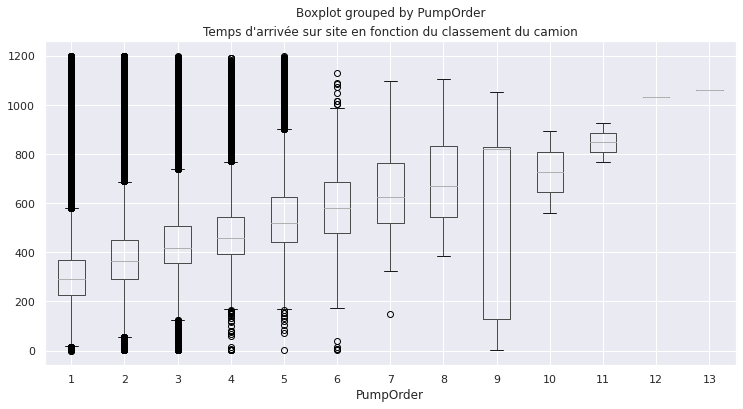 Boxplot grouped by PumpOrder
Temps d'arrivée sur site en fonction du classement du camion
1200
1000
800
600
400
200
0
1 2 3 4 5 6 7 8 9 10 11 12 13
PumpOrder